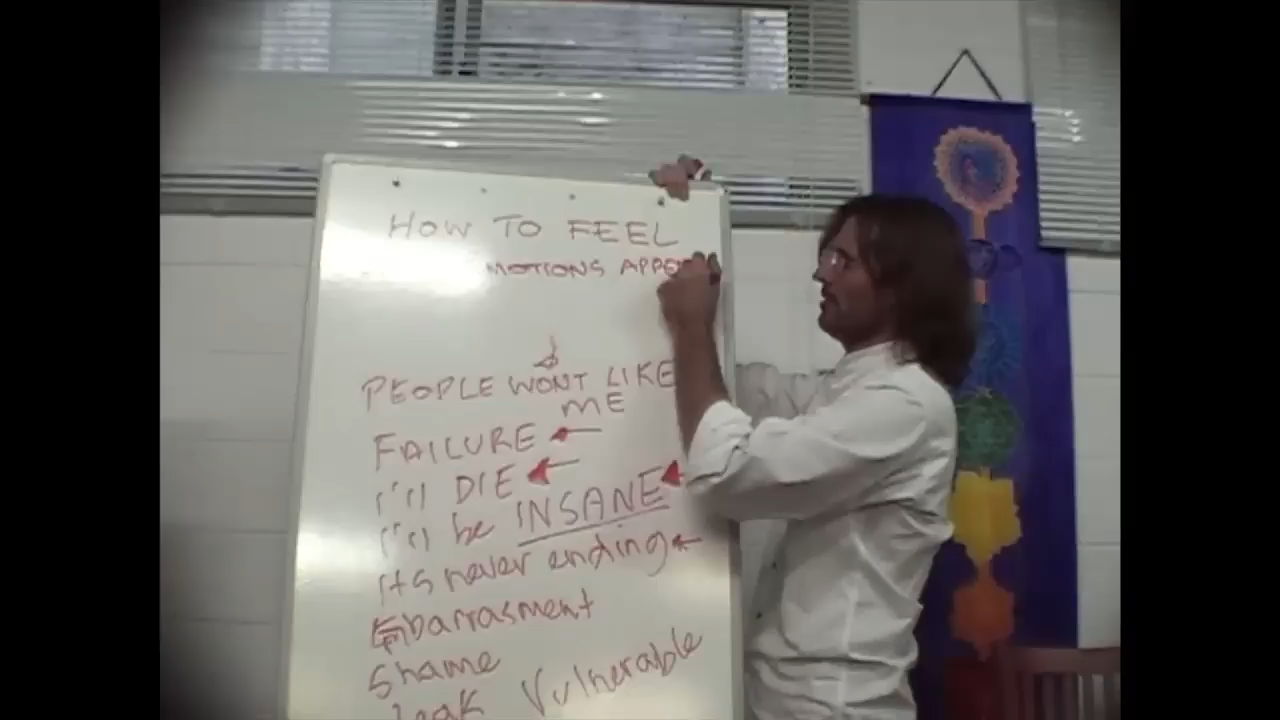 HOW TO FEEL
MOTIONS APPE
PEOPLE WONT LIKE
ME
FAILURE
I'll DIE
I'll be INSANE
Its never ending
Embarrasment
Shame
Vulnerable